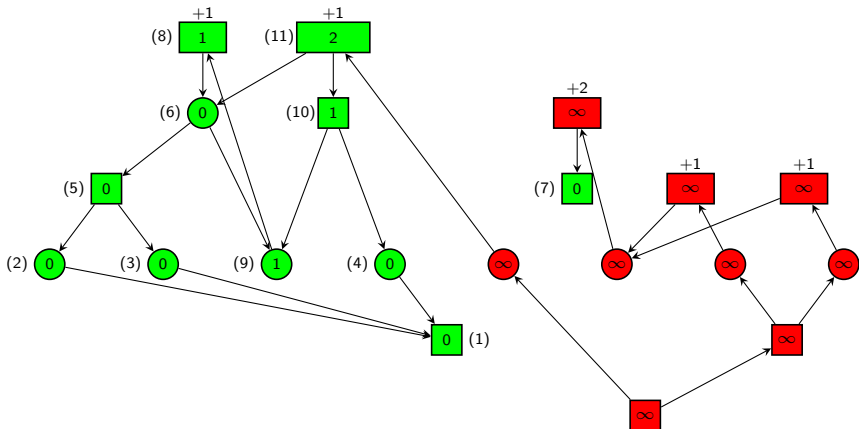 +1 +1
(8) 1 (11) 2
+2
(6) 0 (10) 1 ∞
+1 +1
(5) 0 (7) 0 ∞ ∞
(2) 0 (3) 0 (9) 1 (4) 0 ∞ ∞ ∞ ∞
0 (1) ∞
∞